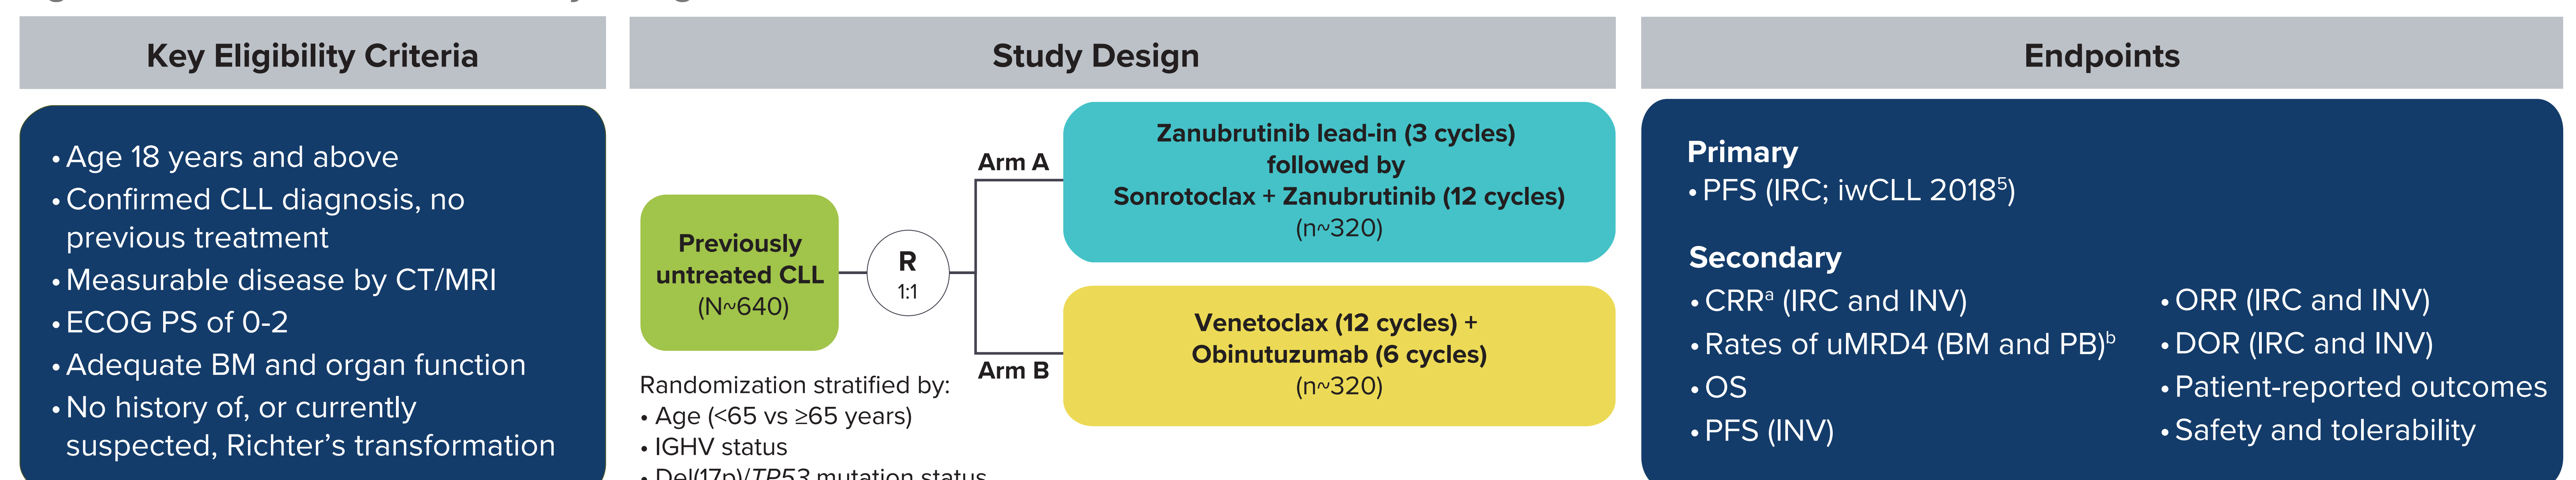 Key Eligibility Criteria
• Age 18 years and above
• Confirmed CLL diagnosis, no
previous treatment
• Measurable disease by CT/MRI
• ECOG PS of 0-2
• Adequate BM and organ function
• No history of, or currently
suspected, Richter’s transformation
Study Design
Previously
untreated CLL
(N~640)
R
1:1
Arm A
Zanubrutinib lead-in (3 cycles)
followed by
Sonrotoclax + Zanubrutinib (12 cycles)
(n~320)
Arm B
Venetoclax (12 cycles) +
Obinutuzumab (6 cycles)
(n~320)
Randomization stratified by:
• Age (<65 vs ≥65 years)
• IGHV status
• Del(17p)/TP53 mutation status
Endpoints
Primary
• PFS (IRC; iwCLL 2018⁵)
Secondary
• CRRᵃ (IRC and INV)
• Rates of uMRD4 (BM and PB)ᵇ
• OS
• PFS (INV)
• ORR (IRC and INV)
• DOR (IRC and INV)
• Patient-reported outcomes
• Safety and tolerability